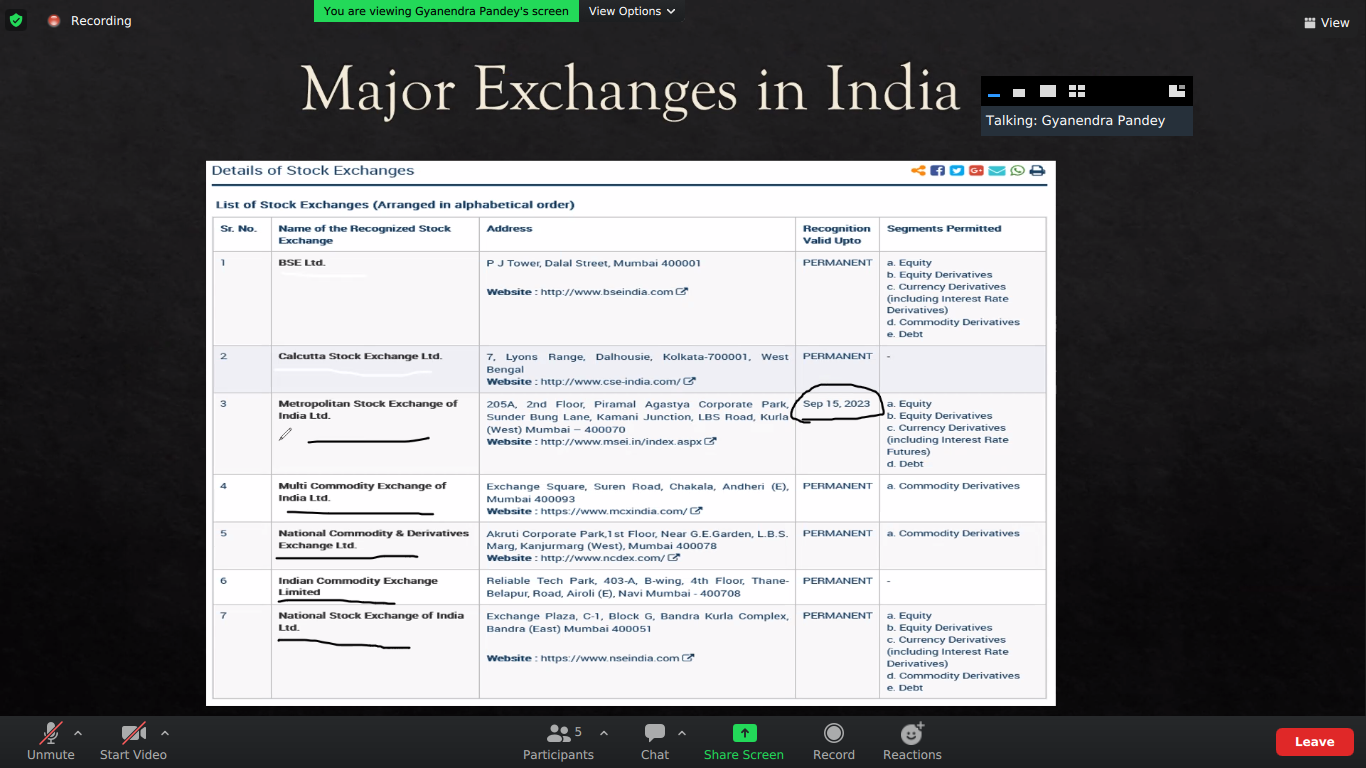 Recording
You are viewing Gyanendra Pandey's screen
View Options
View
Major Exchanges in India
Talking: Gyanendra Pandey
Details of Stock Exchanges
List of Stock Exchanges (Arranged in alphabetical order)
Sr. No.
Name of the Recognized Stock
Exchange
Address
Recognition
Valid Upto
Segments Permitted
1
BSE Ltd.
P J Tower, Dalal Street, Mumbai 400001
Website : http://www.bseindia.com
PERMANENT
a. Equity
b. Equity Derivatives
c. Currency Derivatives
(including Interest Rate
Derivatives)
d. Commodity Derivatives
e. Debt
2
Calcutta Stock Exchange Ltd.
7, Lyons Range, Dalhousie, Kolkata-700001, West
Bengal
Website : http://www.cse-india.com/
PERMANENT
-
3
Metropolitan Stock Exchange of
India Ltd.
205A, 2nd Floor, Piramal Agastya Corporate Park,
Sunder Bung Lane, Kamani Junction, LBS Road, Kurla
(West) Mumbai – 400070
Website : http://www.msei.in/index.aspx
Sep 15, 2023
a. Equity
b. Equity Derivatives
c. Currency Derivatives
(including Interest Rate
Futures)
d. Debt
4
Multi Commodity Exchange of
India Ltd.
Exchange Square, Suren Road, Chakala, Andheri (E),
Mumbai 400093
Website : https://www.mcxindia.com/
PERMANENT
a. Commodity Derivatives
5
National Commodity & Derivatives
Exchange Ltd.
Akruti Corporate Park,1st Floor, Near G.E.Garden, L.B.S.
Marg, Kanjurmarg (West), Mumbai 400078
Website : http://www.ncdex.com/
PERMANENT
a. Commodity Derivatives
6
Indian Commodity Exchange
Limited
Reliable Tech Park, 403-A, B-wing, 4th Floor, Thane-
Belapur, Road, Airoli (E), Navi Mumbai - 400708
PERMANENT
-
7
National Stock Exchange of India
Ltd.
Exchange Plaza, C-1, Block G, Bandra Kurla Complex,
Bandra (East) Mumbai 400051
Website : https://www.nseindia.com
PERMANENT
a. Equity
b. Equity Derivatives
c. Currency Derivatives
(including Interest Rate
Derivatives)
d. Commodity Derivatives
e. Debt
Unmute
Start Video
Participants
5
Chat
Share Screen
Record
Reactions
Leave